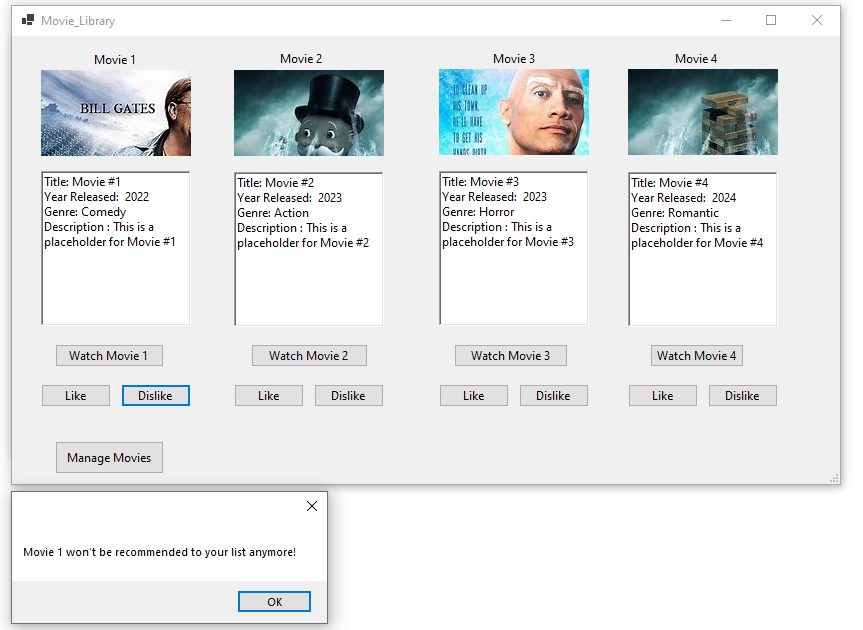 Movie_Library
Movie 1
Movie 2
Movie 3
Movie 4
BILL GATES
TO CLEAN UP
HIS TOWN,
HE'LL HAVE
TO GET HIS
HANDS DIRTY
Title: Movie #1
Year Released:  2022
Genre: Comedy
Description : This is a
placeholder for Movie #1
Title: Movie #2
Year Released:  2023
Genre: Action
Description : This is a
placeholder for Movie #2
Title: Movie #3
Year Released:  2023
Genre: Horror
Description : This is a
placeholder for Movie #3
Title: Movie #4
Year Released:  2024
Genre: Romantic
Description : This is a
placeholder for Movie #4
Watch Movie 1
Watch Movie 2
Watch Movie 3
Watch Movie 4
Like
Dislike
Like
Dislike
Like
Dislike
Like
Dislike
Manage Movies
Movie 1 won't be recommended to your list anymore!
OK